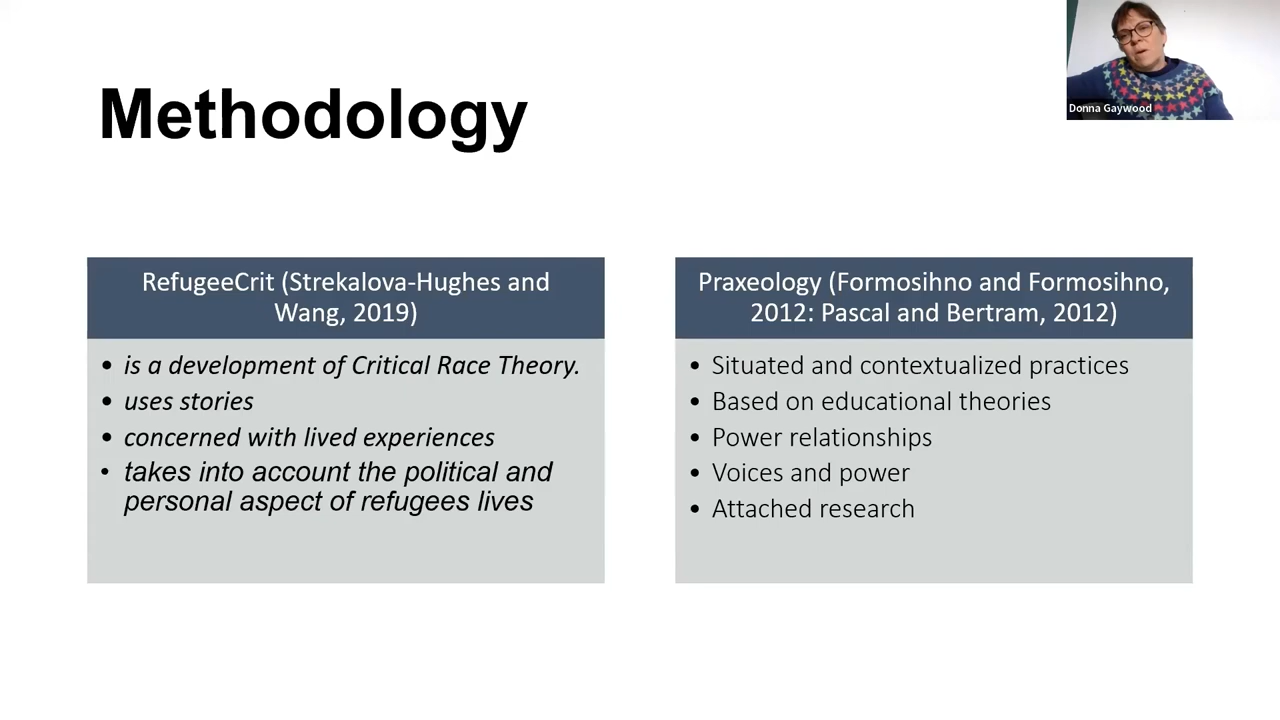 Methodology
Donna Gaywood
RefugeeCrit (Strekalova-Hughes and
Wang, 2019)
• is a development of Critical Race Theory.
• uses stories
• concerned with lived experiences
• takes into account the political and
personal aspect of refugees lives
Praxeology (Formosihno and Formosihno,
2012: Pascal and Bertram, 2012)
• Situated and contextualized practices
• Based on educational theories
• Power relationships
• Voices and power
• Attached research